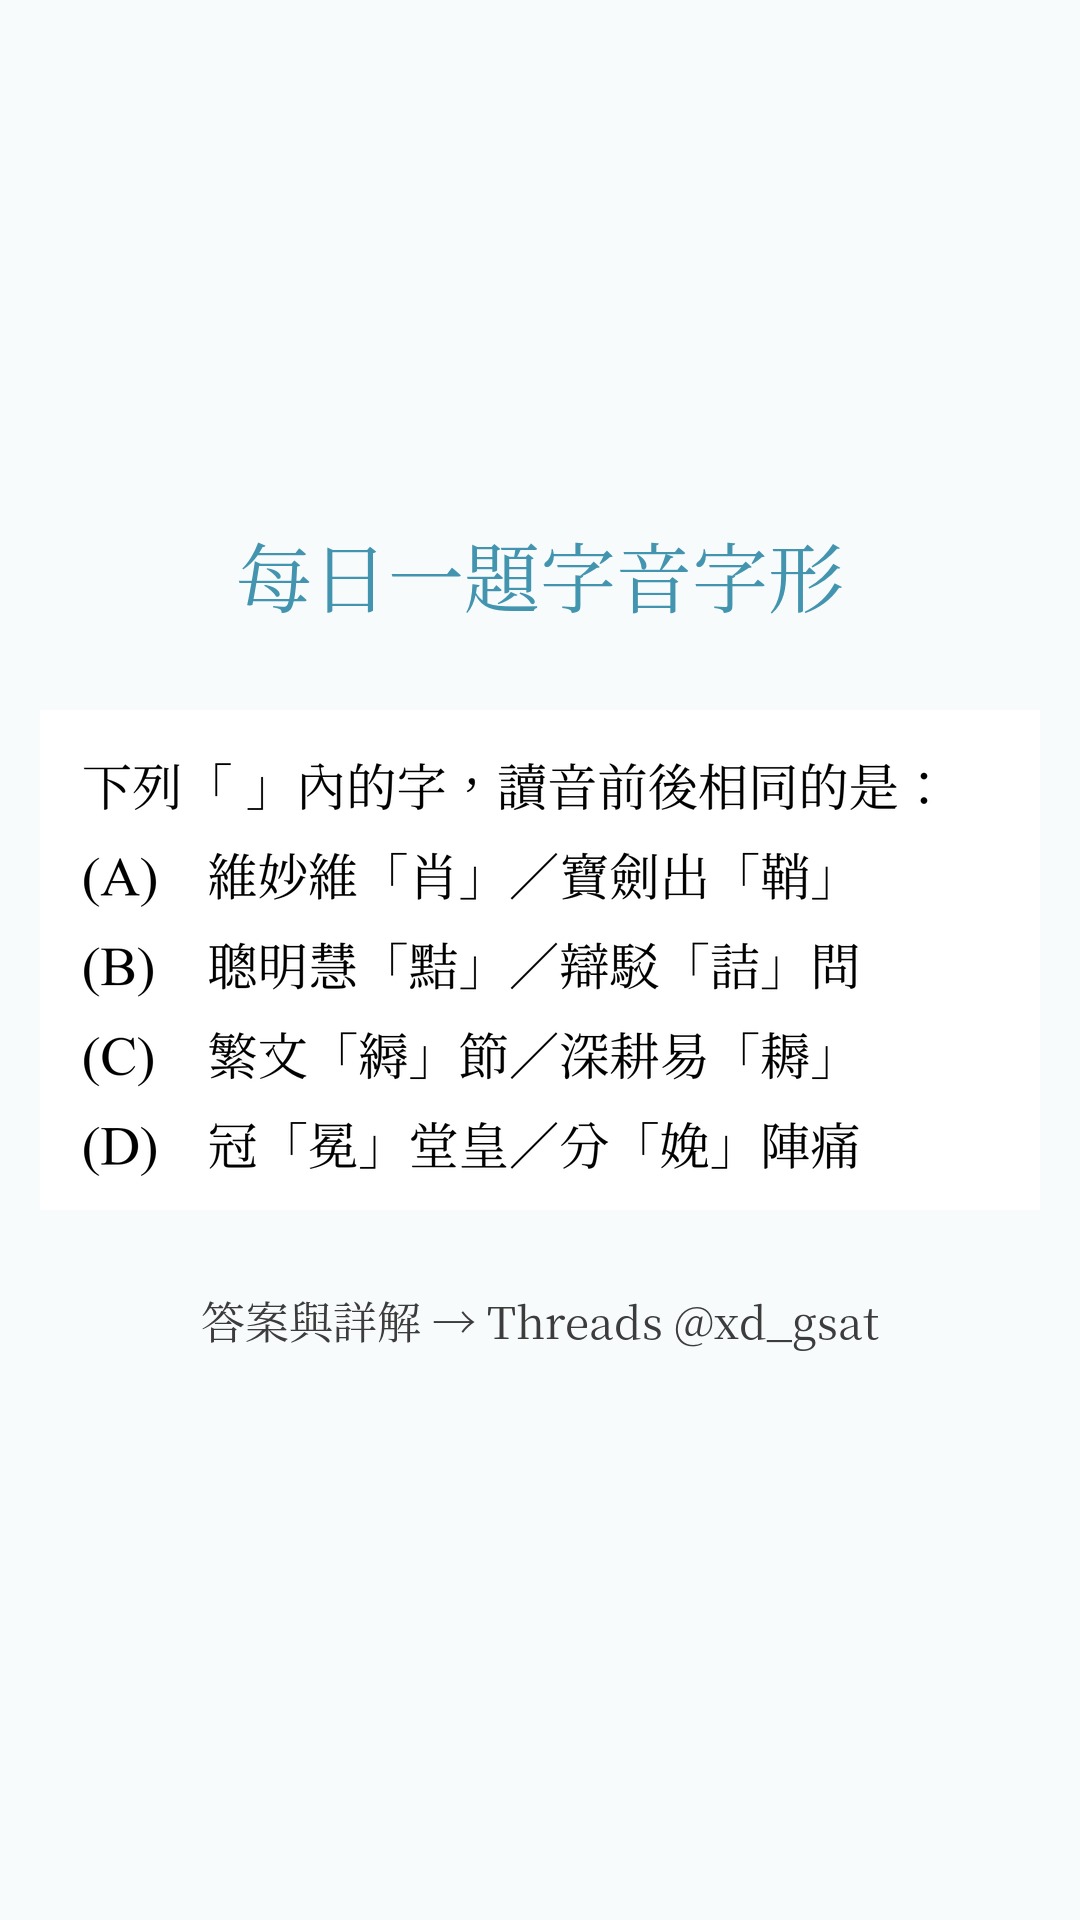 每日一題字音字形
下列「 」內的字，讀音前後相同的是：
(A) 維妙維「肖」／寶劍出「鞘」
(B) 聰明慧「黠」／辯駁「詰」問
(C) 繁文「縟」節／深耕易「耨」
(D) 冠「冕」堂皇／分「娩」陣痛
答案與詳解 → Threads @xd_gsat